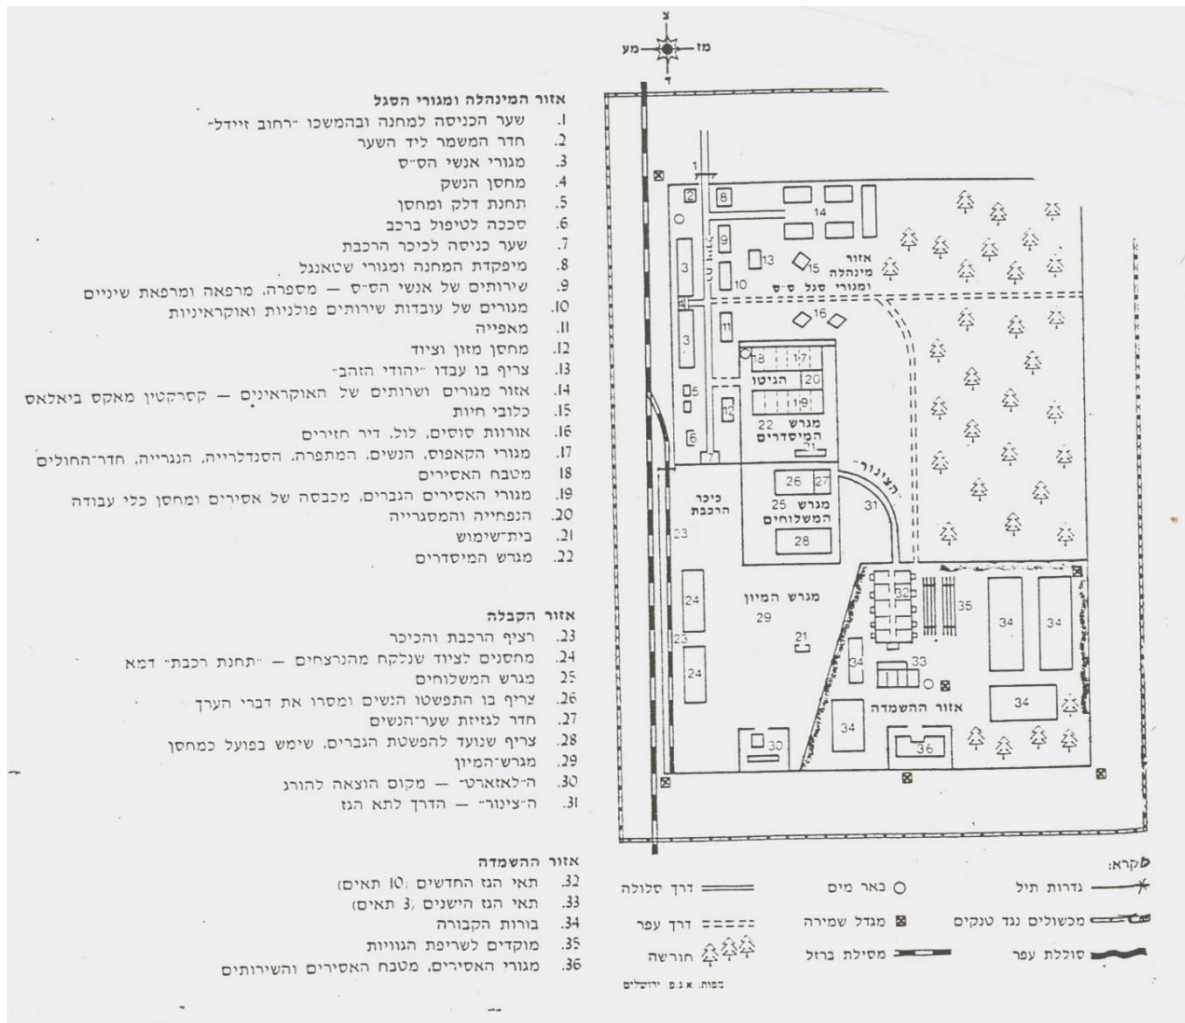 צ
מע
מז
ד
אזור המינהלה ומגורי הסגל
1. שער הכניסה למחנה ובהמשכו "רחוב זיידל"
2. חדר המשמר ליד השער
3. מגורי אנשי הס״ס
4. מחסן הנשק
5. תחנת דלק ומחסן
6. סככה לטיפול ברכב
7. שער כניסה לכיכר הרכבת
8. מיפקדת המחנה ומגורי שטאנגל
9. שירותים של אנשי הס״ס — מספרה, מרפאה ומרפאת שיניים
10. מגורים של עובדות שירותים פולניות ואוקראיניות
11. מאפייה
12. מחסן מזון וציוד
13. צריף בו עבדו "יהודי הזהב"
14. אזור מגורים ושרותים של האוקראינים — קסרקטין מאקס ביאלאס
15. כלובי חיות
16. אורוות סוסים, לול, דיר חזירים
17. מגורי הקאפוס, הנשים, המתפרה, הסנדלרייה, הנגרייה, חדר־החולים
18 מטבח האסירים
19. מגורי האסירים הגברים, מכבסה של אסירים ומחסן כלי עבודה
20. הנפחייה והמסגרייה
21. בית־שימוש
22. מגרש המיסדרים
אזור הקבלה
23. רציף הרכבת והכיכר
24. מחסנים לציוד שנלקח מהנרצחים — "תחנת רכבת" דמא
25 מגרש המשלוחים
26. צריף בו התפשטו הנשים ומסרו את דברי הערך
27. חדר לגזיזת שער־הנשים
28. צריף שנועד להפשטת הגברים, שימש בפועל כמחסן
29. מגרש־המיון
30. ה"לאזארט" — מקום הוצאה להורג
31. ה"צינור" — הדרך לתא הגז
אזור ההשמדה
32. תאי הגז החדשים (10 תאים)
33. תאי הגז הישנים (3 תאים)
34. בורות הקבורה
35. מוקדים לשריפת הגוויות
36. מגורי האסירים, מטבח האסירים והשירותים
1
2
8
14
9
3
13
15
אזור
מינהלה
ומגורי סגל ס״ס
10
4
16
3
11
18
17
הגיטו
20
5
19
12
22
מגרש
המיסדרים
21
6
7
"הצינור"
26
27
כיכר
הרכבת
25
מגרש
המשלוחים
31
23
28
24
מגרש המיון
29
32
35
34
34
23
21
34
33
24
34
אזור ההשמדה
34
30
36
מקרא:
גדרות תיל
באר מים
דרך סלולה
מכשולים נגד טנקים
מגדל שמירה
דרך עפר
סוללת עפר
מסילת ברזל
חורשה
מפות: א.ג.פ. ירושלים